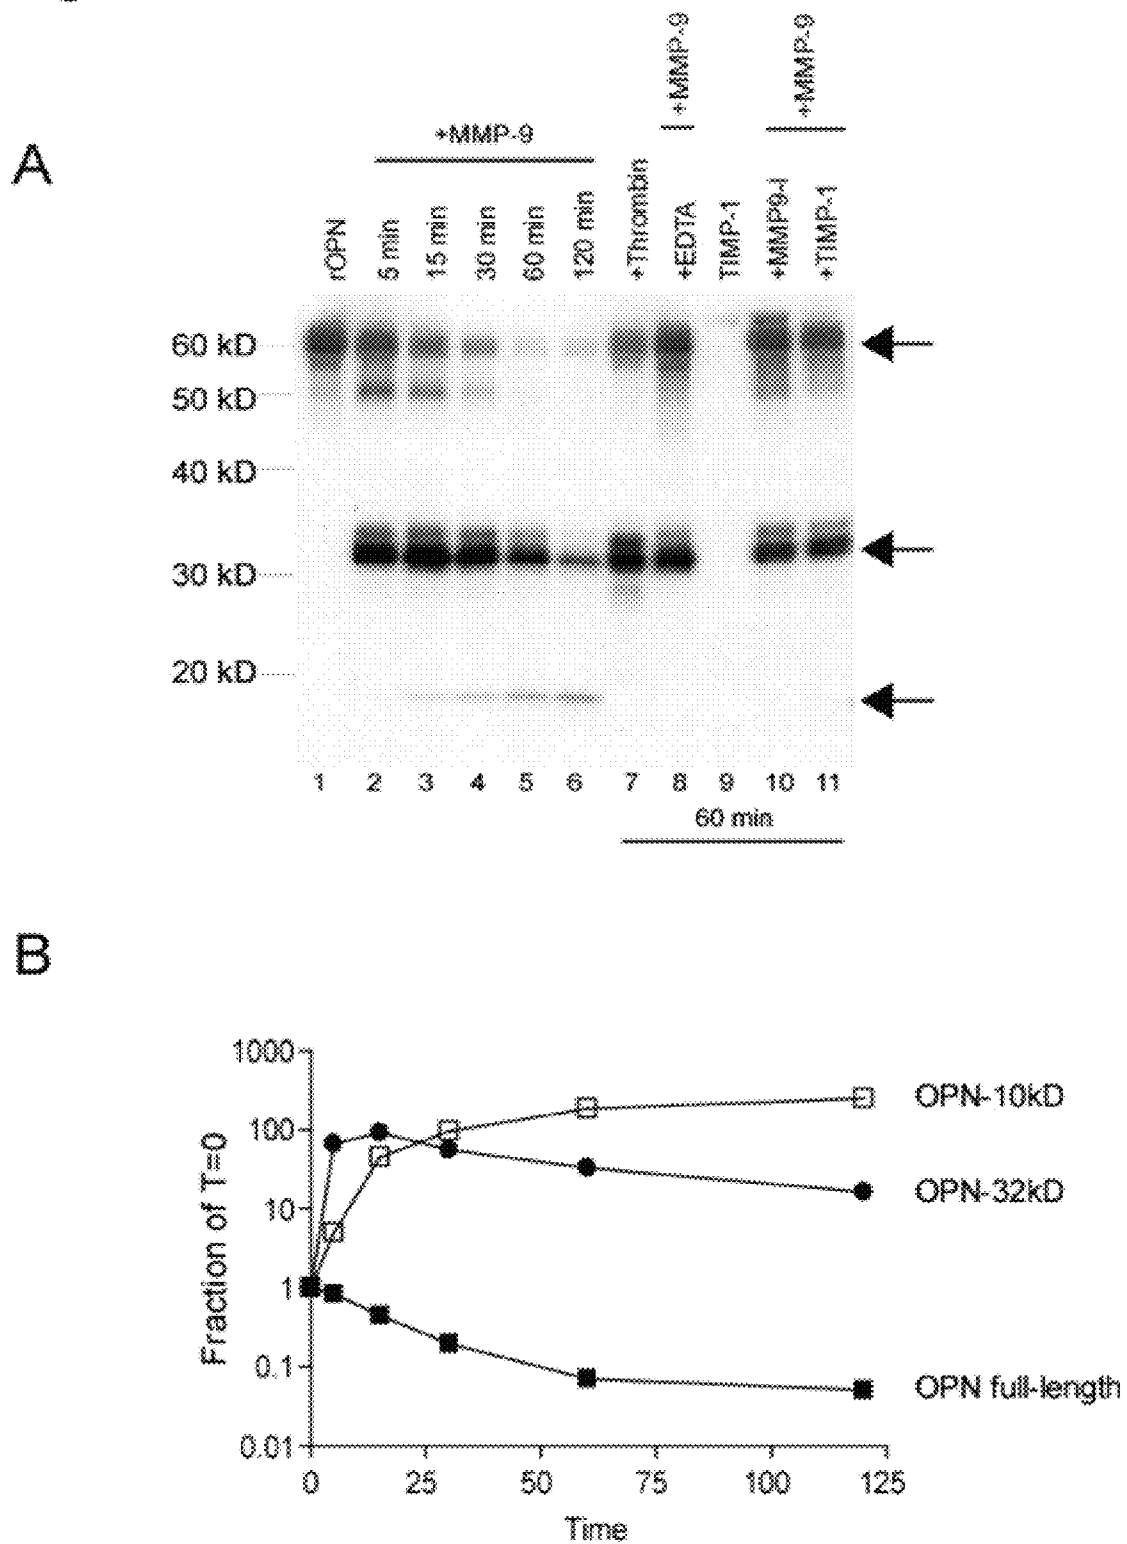 A
+MMP-9
+MMP-9
+MMP-9
rOPN
5 min
15 min
30 min
60 min
120 min
+Thrombin
+EDTA
TIMP-1
+MMP9-I
+TIMP-1
60 kD
50 kD
40 kD
30 kD
20 kD
1 2 3 4 5 6 7 8 9 10 11
60 min
B
1000
100
10
1
0.1
0.01
Fraction of T=0
OPN-10kD
OPN-32kD
OPN full-length
0 25 50 75 100 125
Time